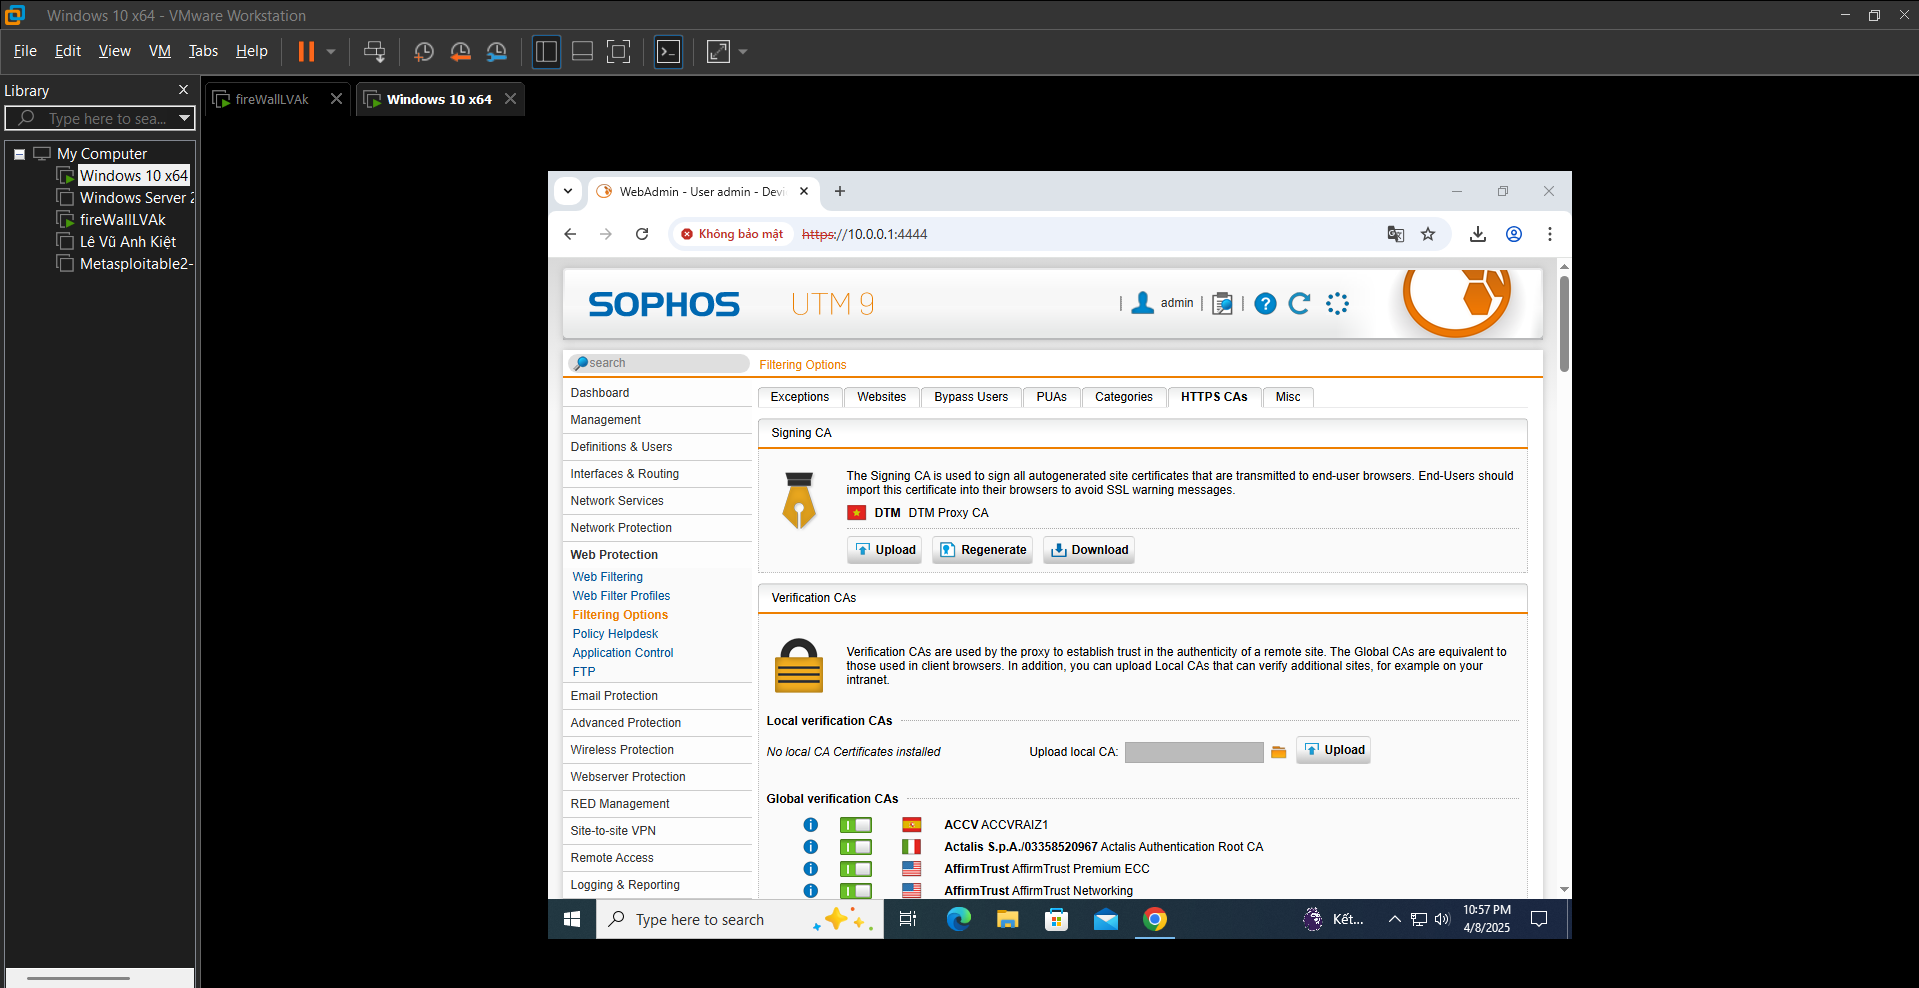 Windows 10 x64 - VMware Workstation
File Edit View VM Tabs Help
Library
Type here to sea...
My Computer
Windows 10 x64
Windows Server 2
fireWallLVAk
Lê Vũ Anh Kiệt
Metasploitable2-
fireWallLVAk
Windows 10 x64
WebAdmin - User admin - Devi
Không bảo mật https://10.0.0.1:4444
SOPHOS UTM 9
| admin | |
search
Filtering Options
Dashboard
Management
Definitions & Users
Interfaces & Routing
Network Services
Network Protection
Web Protection
Web Filtering
Web Filter Profiles
Filtering Options
Policy Helpdesk
Application Control
FTP
Email Protection
Advanced Protection
Wireless Protection
Webserver Protection
RED Management
Site-to-site VPN
Remote Access
Logging & Reporting
Exceptions Websites Bypass Users PUAs Categories HTTPS CAs Misc
Signing CA
The Signing CA is used to sign all autogenerated site certificates that are transmitted to end-user browsers. End-Users should
import this certificate into their browsers to avoid SSL warning messages.
DTM DTM Proxy CA
Upload Regenerate Download
Verification CAs
Verification CAs are used by the proxy to establish trust in the authenticity of a remote site. The Global CAs are equivalent to
those used in client browsers. In addition, you can upload Local CAs that can verify additional sites, for example on your
intranet.
Local verification CAs
No local CA Certificates installed Upload local CA: Upload
Global verification CAs
ACCV ACCVRAIZ1
Actalis S.p.A./03358520967 Actalis Authentication Root CA
AffirmTrust AffirmTrust Premium ECC
AffirmTrust AffirmTrust Networking
Type here to search
Kết...
10:57 PM
4/8/2025